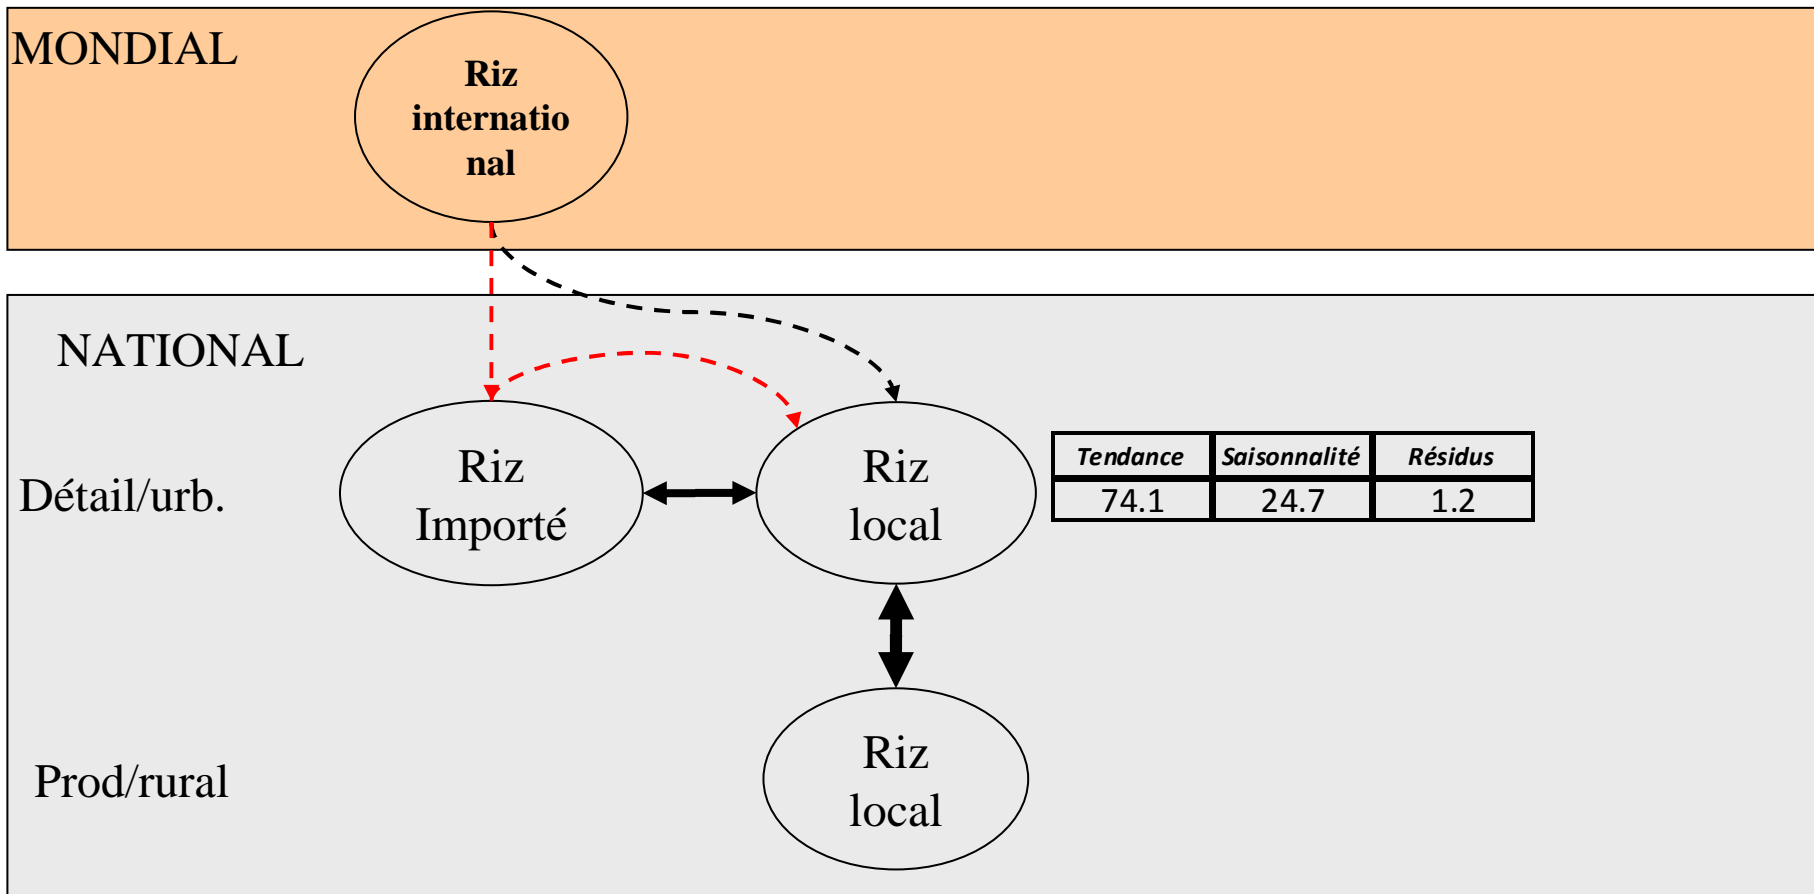 MONDIAL
Riz
internatio
nal
NATIONAL
Détail/urb.
Riz
Importé
Riz
local
Tendance Saisonnalité Résidus
74.1 24.7 1.2
Prod/rural
Riz
local